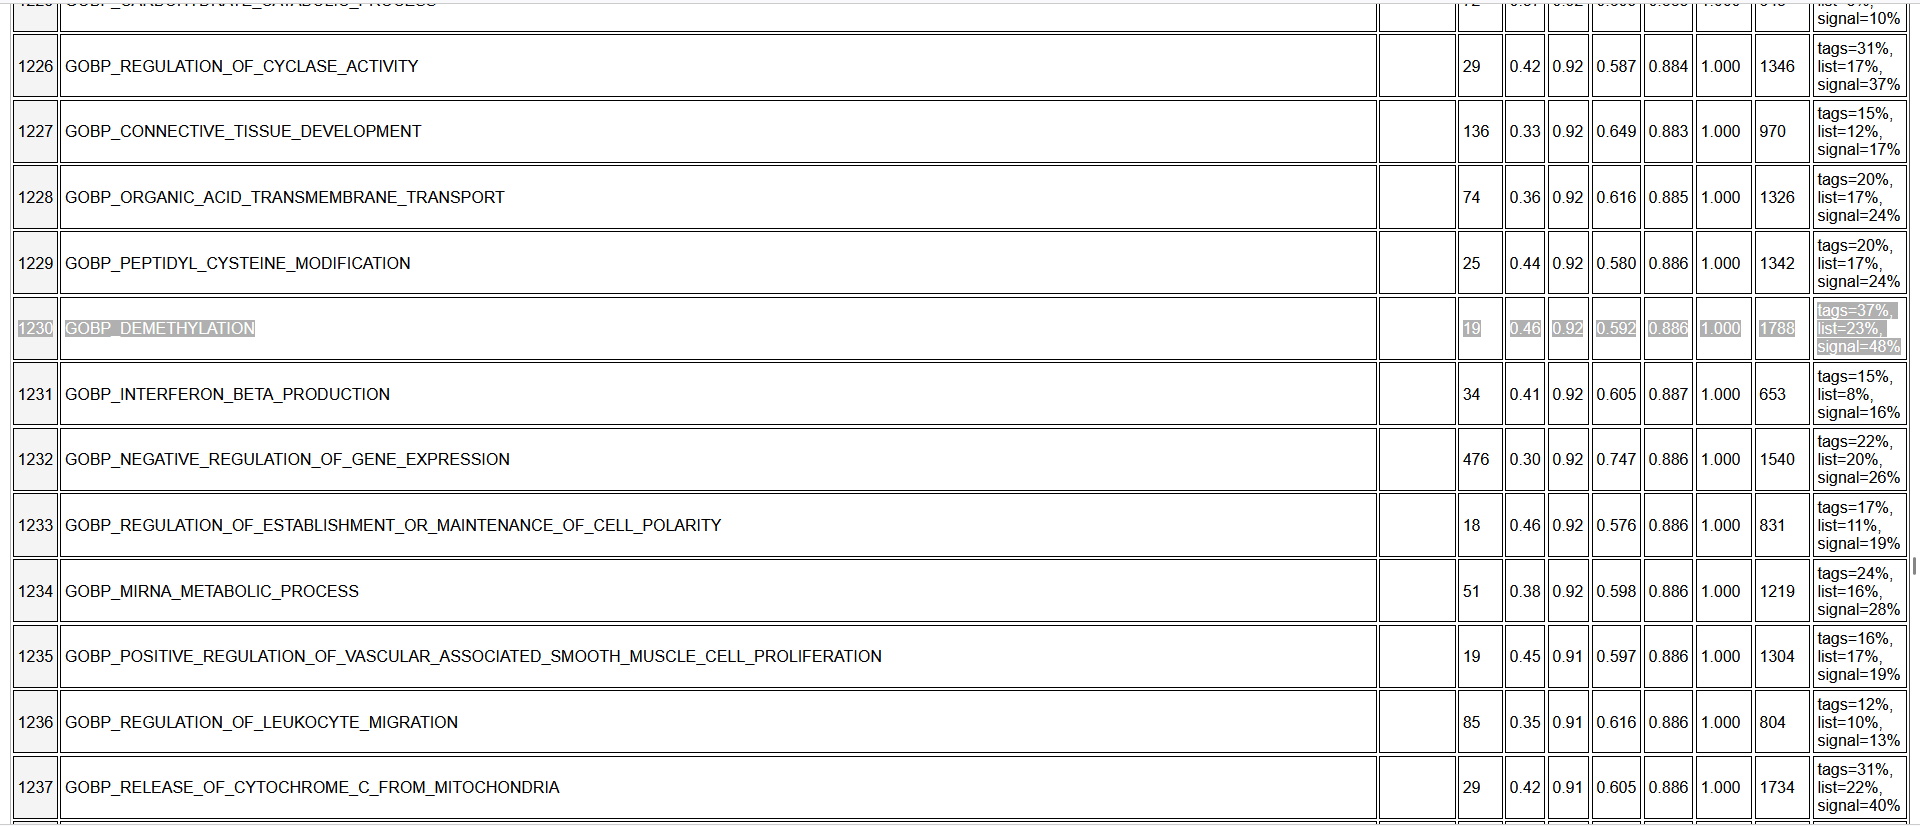 signal=10%
1226 GOBP_REGULATION_OF_CYCLASE_ACTIVITY 29 0.42 0.92 0.587 0.884 1.000 1346 tags=31%,
list=17%,
signal=37%
1227 GOBP_CONNECTIVE_TISSUE_DEVELOPMENT 136 0.33 0.92 0.649 0.883 1.000 970 tags=15%,
list=12%,
signal=17%
1228 GOBP_ORGANIC_ACID_TRANSMEMBRANE_TRANSPORT 74 0.36 0.92 0.616 0.885 1.000 1326 tags=20%,
list=17%,
signal=24%
1229 GOBP_PEPTIDYL_CYSTEINE_MODIFICATION 25 0.44 0.92 0.580 0.886 1.000 1342 tags=20%,
list=17%,
signal=24%
1230 GOBP_DEMETHYLATION 19 0.46 0.92 0.592 0.886 1.000 1788 tags=37%,
list=23%,
signal=48%
1231 GOBP_INTERFERON_BETA_PRODUCTION 34 0.41 0.92 0.605 0.887 1.000 653 tags=15%,
list=8%,
signal=16%
1232 GOBP_NEGATIVE_REGULATION_OF_GENE_EXPRESSION 476 0.30 0.92 0.747 0.886 1.000 1540 tags=22%,
list=20%,
signal=26%
1233 GOBP_REGULATION_OF_ESTABLISHMENT_OR_MAINTENANCE_OF_CELL_POLARITY 18 0.46 0.92 0.576 0.886 1.000 831 tags=17%,
list=11%,
signal=19%
1234 GOBP_MIRNA_METABOLIC_PROCESS 51 0.38 0.92 0.598 0.886 1.000 1219 tags=24%,
list=16%,
signal=28%
1235 GOBP_POSITIVE_REGULATION_OF_VASCULAR_ASSOCIATED_SMOOTH_MUSCLE_CELL_PROLIFERATION 19 0.45 0.91 0.597 0.886 1.000 1304 tags=16%,
list=17%,
signal=19%
1236 GOBP_REGULATION_OF_LEUKOCYTE_MIGRATION 85 0.35 0.91 0.616 0.886 1.000 804 tags=12%,
list=10%,
signal=13%
1237 GOBP_RELEASE_OF_CYTOCHROME_C_FROM_MITOCHONDRIA 29 0.42 0.91 0.605 0.886 1.000 1734 tags=31%,
list=22%,
signal=40%